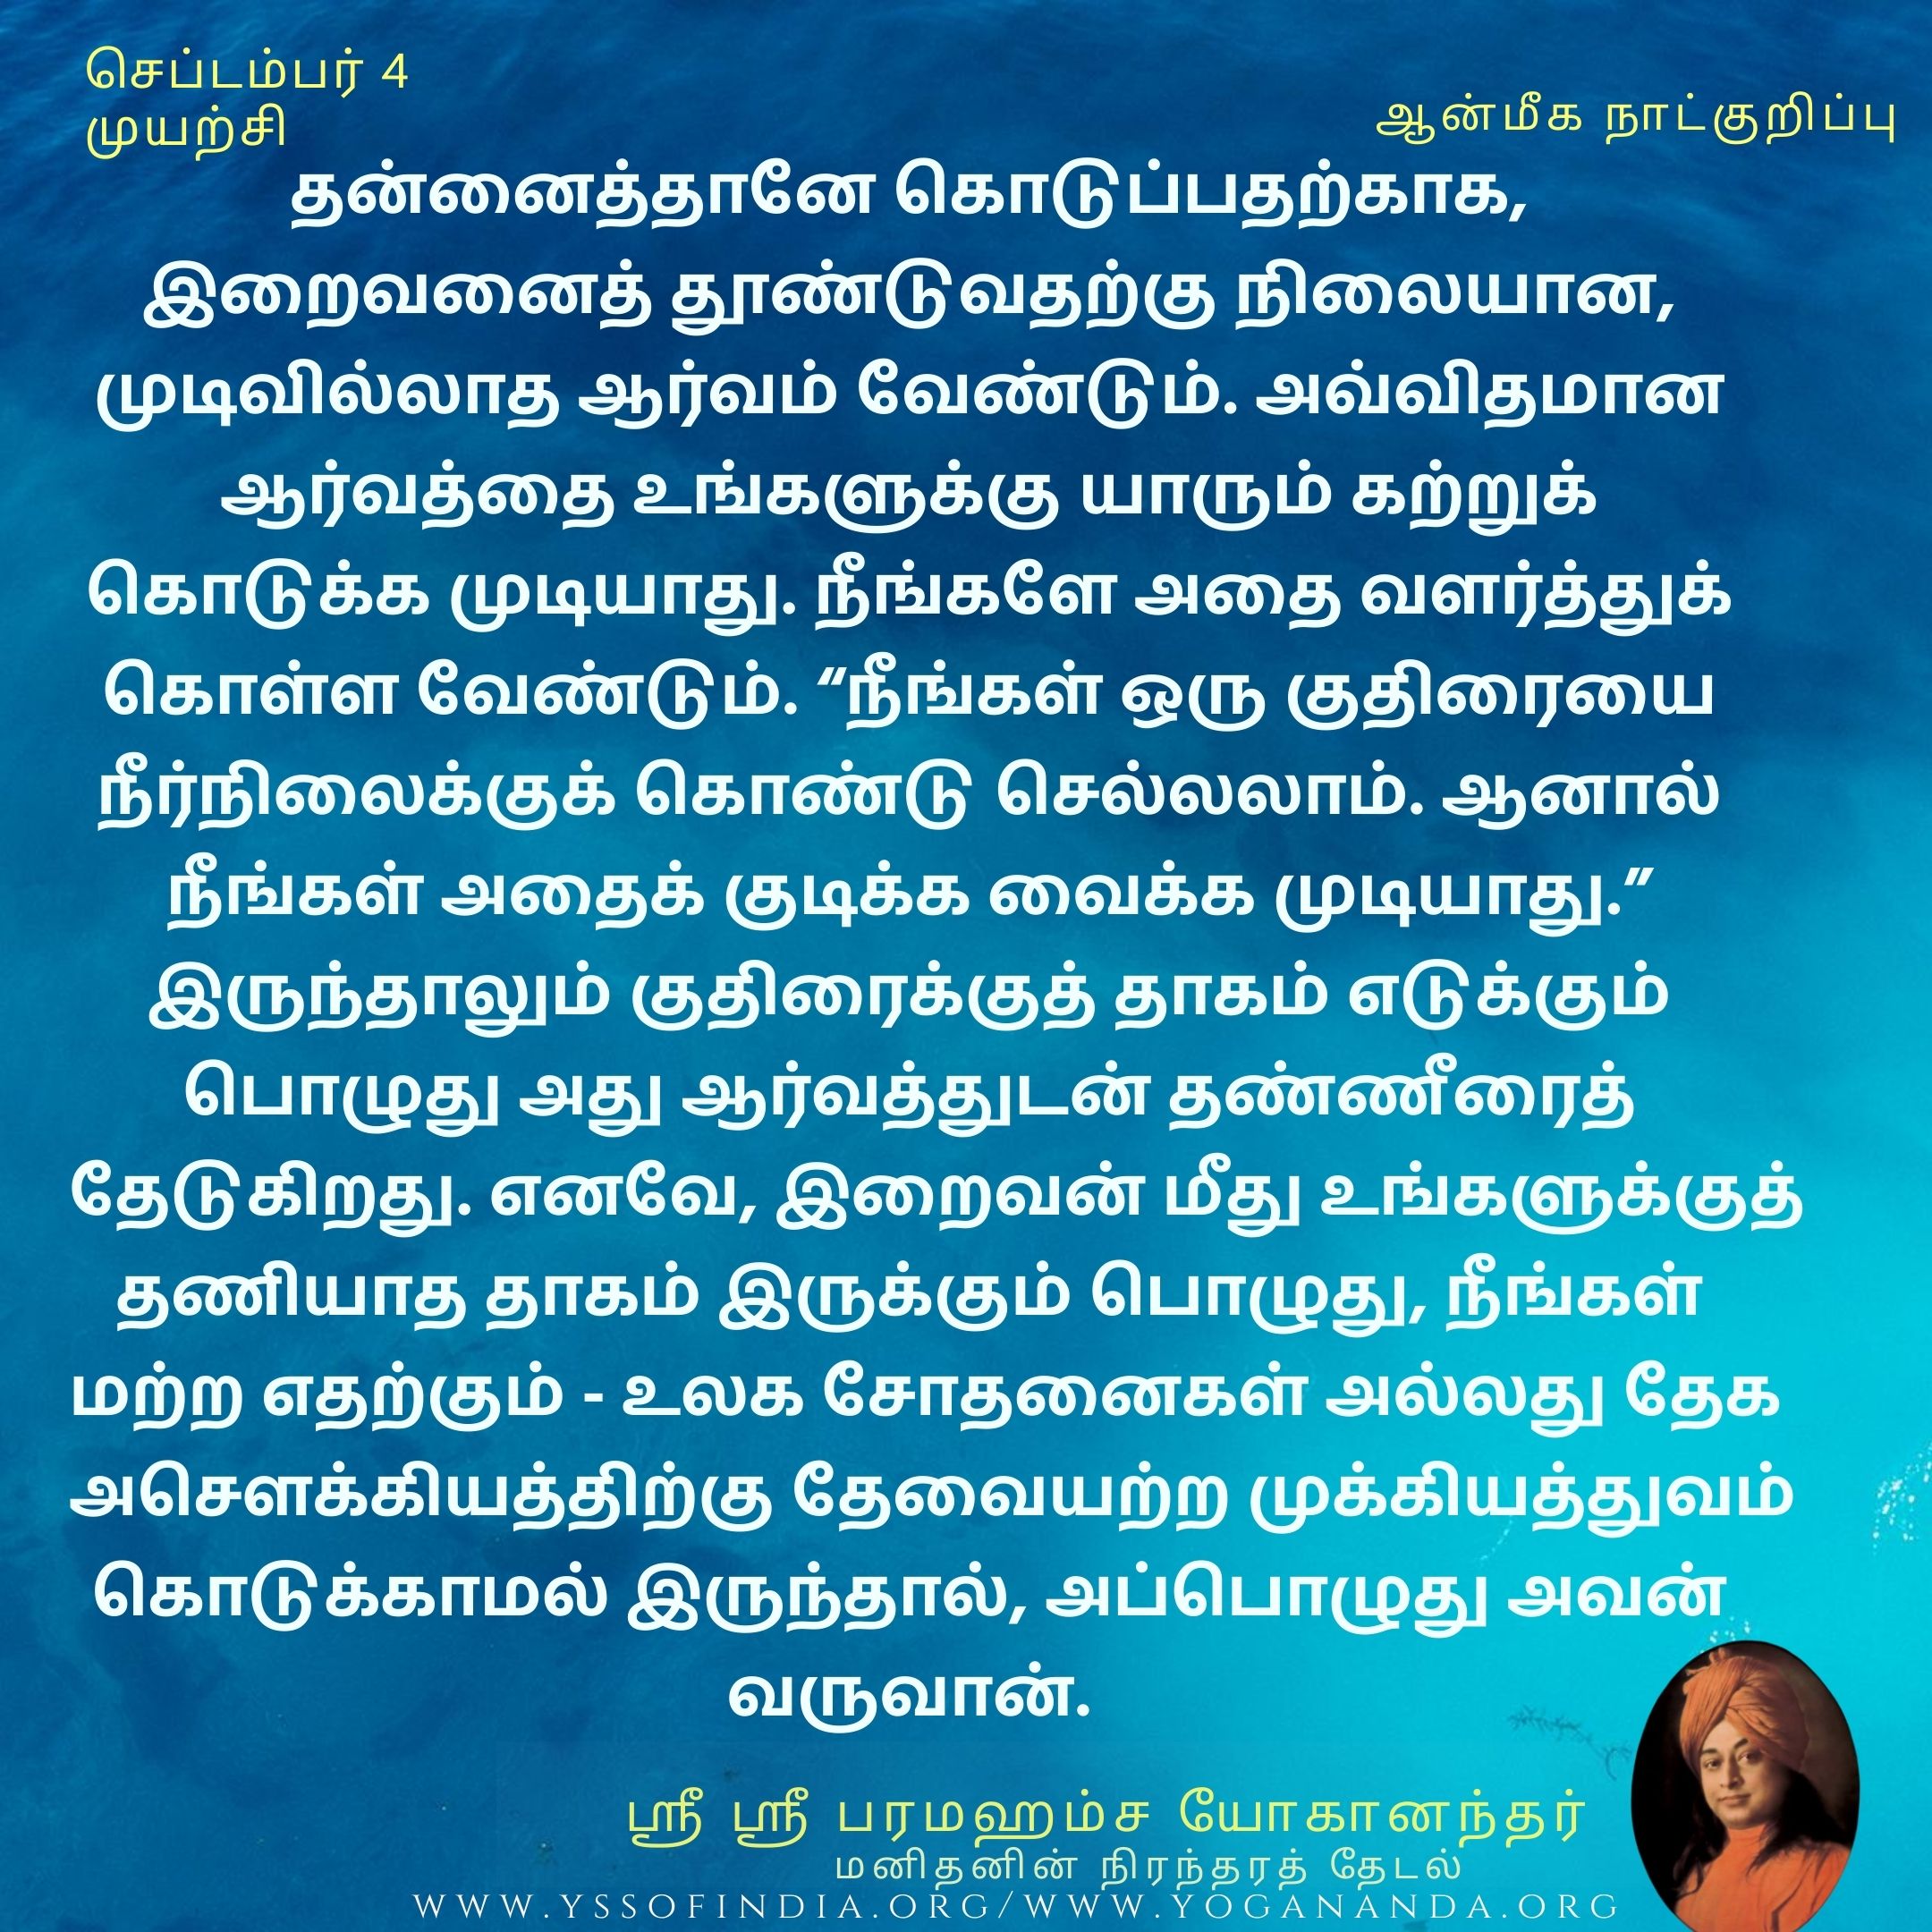 செப்டம்பர் 4
முயற்சி
ஆன்மீக நாட்குறிப்பு
தன்னைத்தானே கொடுப்பதற்காக,
இறைவனைத் தூண்டுவதற்கு நிலையான,
முடிவில்லாத ஆர்வம் வேண்டும். அவ்விதமான
ஆர்வத்தை உங்களுக்கு யாரும் கற்றுக்
கொடுக்க முடியாது. நீங்களே அதை வளர்த்துக்
கொள்ள வேண்டும். “நீங்கள் ஒரு குதிரையை
நீர்நிலைக்குக் கொண்டு செல்லலாம். ஆனால்
நீங்கள் அதைக் குடிக்க வைக்க முடியாது.”
இருந்தாலும் குதிரைக்குத் தாகம் எடுக்கும்
பொழுது அது ஆர்வத்துடன் தண்ணீரைத்
தேடுகிறது. எனவே, இறைவன் மீது உங்களுக்குத்
தணியாத தாகம் இருக்கும் பொழுது, நீங்கள்
மற்ற எதற்கும் - உலக சோதனைகள் அல்லது தேக
அசௌக்கியத்திற்கு தேவையற்ற முக்கியத்துவம்
கொடுக்காமல் இருந்தால், அப்பொழுது அவன்
வருவான்.
ஸ்ரீ ஸ்ரீ பரமஹம்ச யோகானந்தர்
மனிதனின் நிரந்தரத் தேடல்
WWW.YSSOFINDIA.ORG/WWW.YOGANANDA.ORG